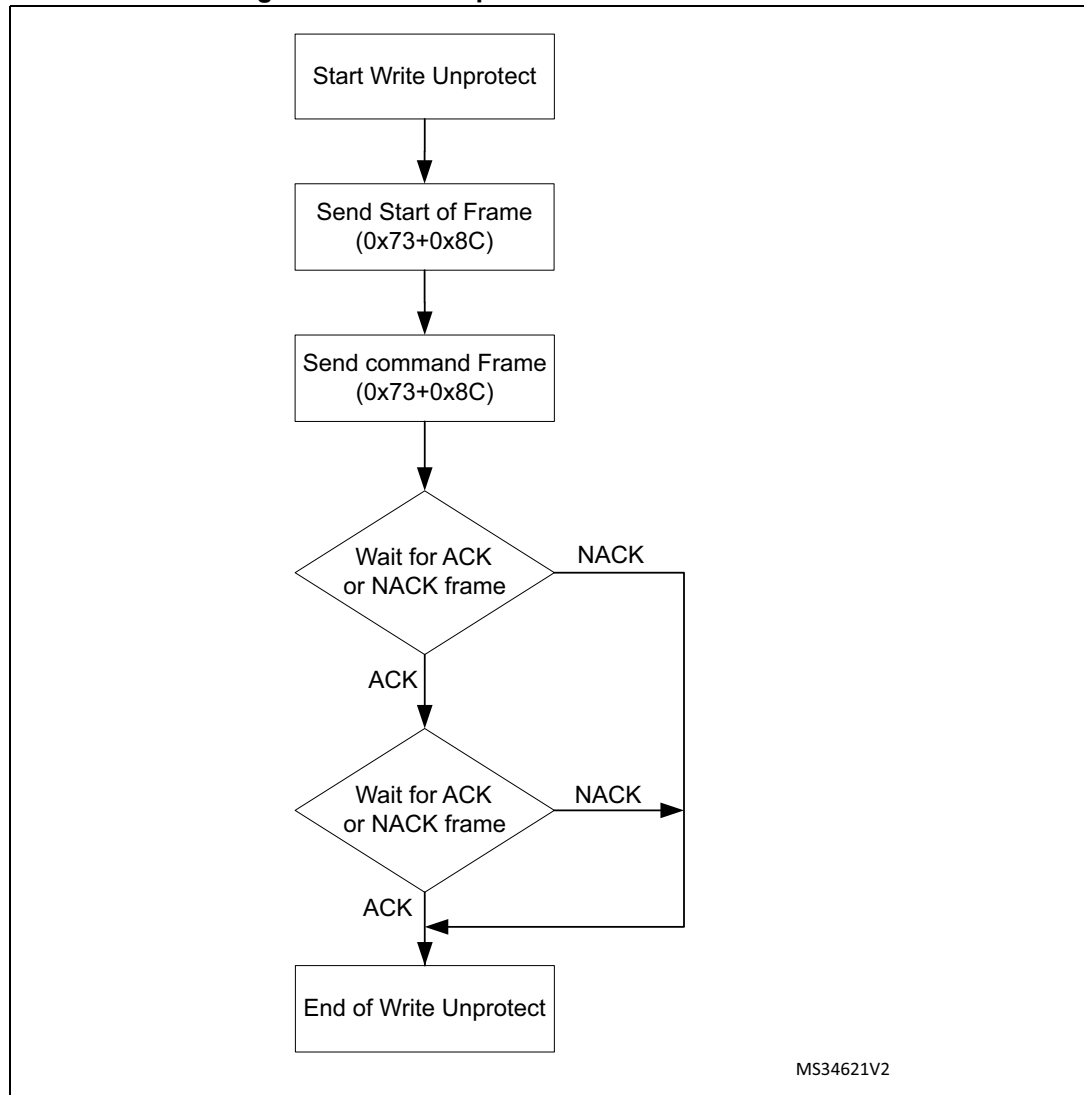 Start Write Unprotect
Send Start of Frame
(0x73+0x8C)
Send command Frame
(0x73+0x8C)
Wait for ACK
or NACK frame
NACK
ACK
Wait for ACK
or NACK frame
NACK
ACK
End of Write Unprotect
MS34621V2